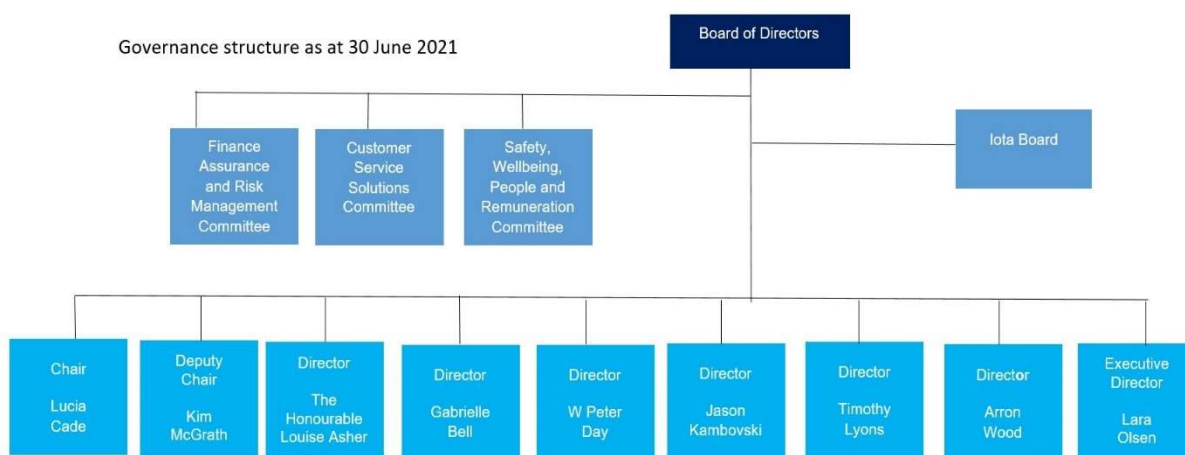 Governance structure as at 30 June 2021
Board of Directors
Finance
Assurance
and Risk
Management
Committee
Customer
Service
Solutions
Committee
Safety,
Wellbeing,
People and
Remuneration
Committee
Iota Board
Chair
Lucia
Cade
Deputy
Chair
Kim
McGrath
Director
The
Honourable
Louise Asher
Director
Gabrielle
Bell
Director
W Peter
Day
Director
Jason
Kambovski
Director
Timothy
Lyons
Director
Arron
Wood
Executive
Director
Lara
Olsen